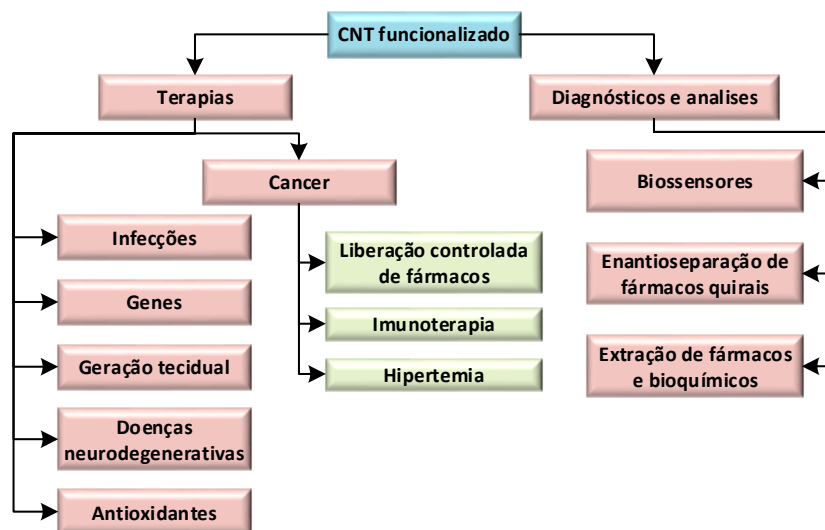 CNT funcionalizado
Terapias
Diagnósticos e analises
Cancer
Biossensores
Infecções
Liberação controlada
de fármacos
Enantioseparação de
fármacos quirais
Genes
Imunoterapia
Geração tecidual
Hipertemia
Extração de fármacos
e bioquímicos
Doenças
neurodegenerativas
Antioxidantes